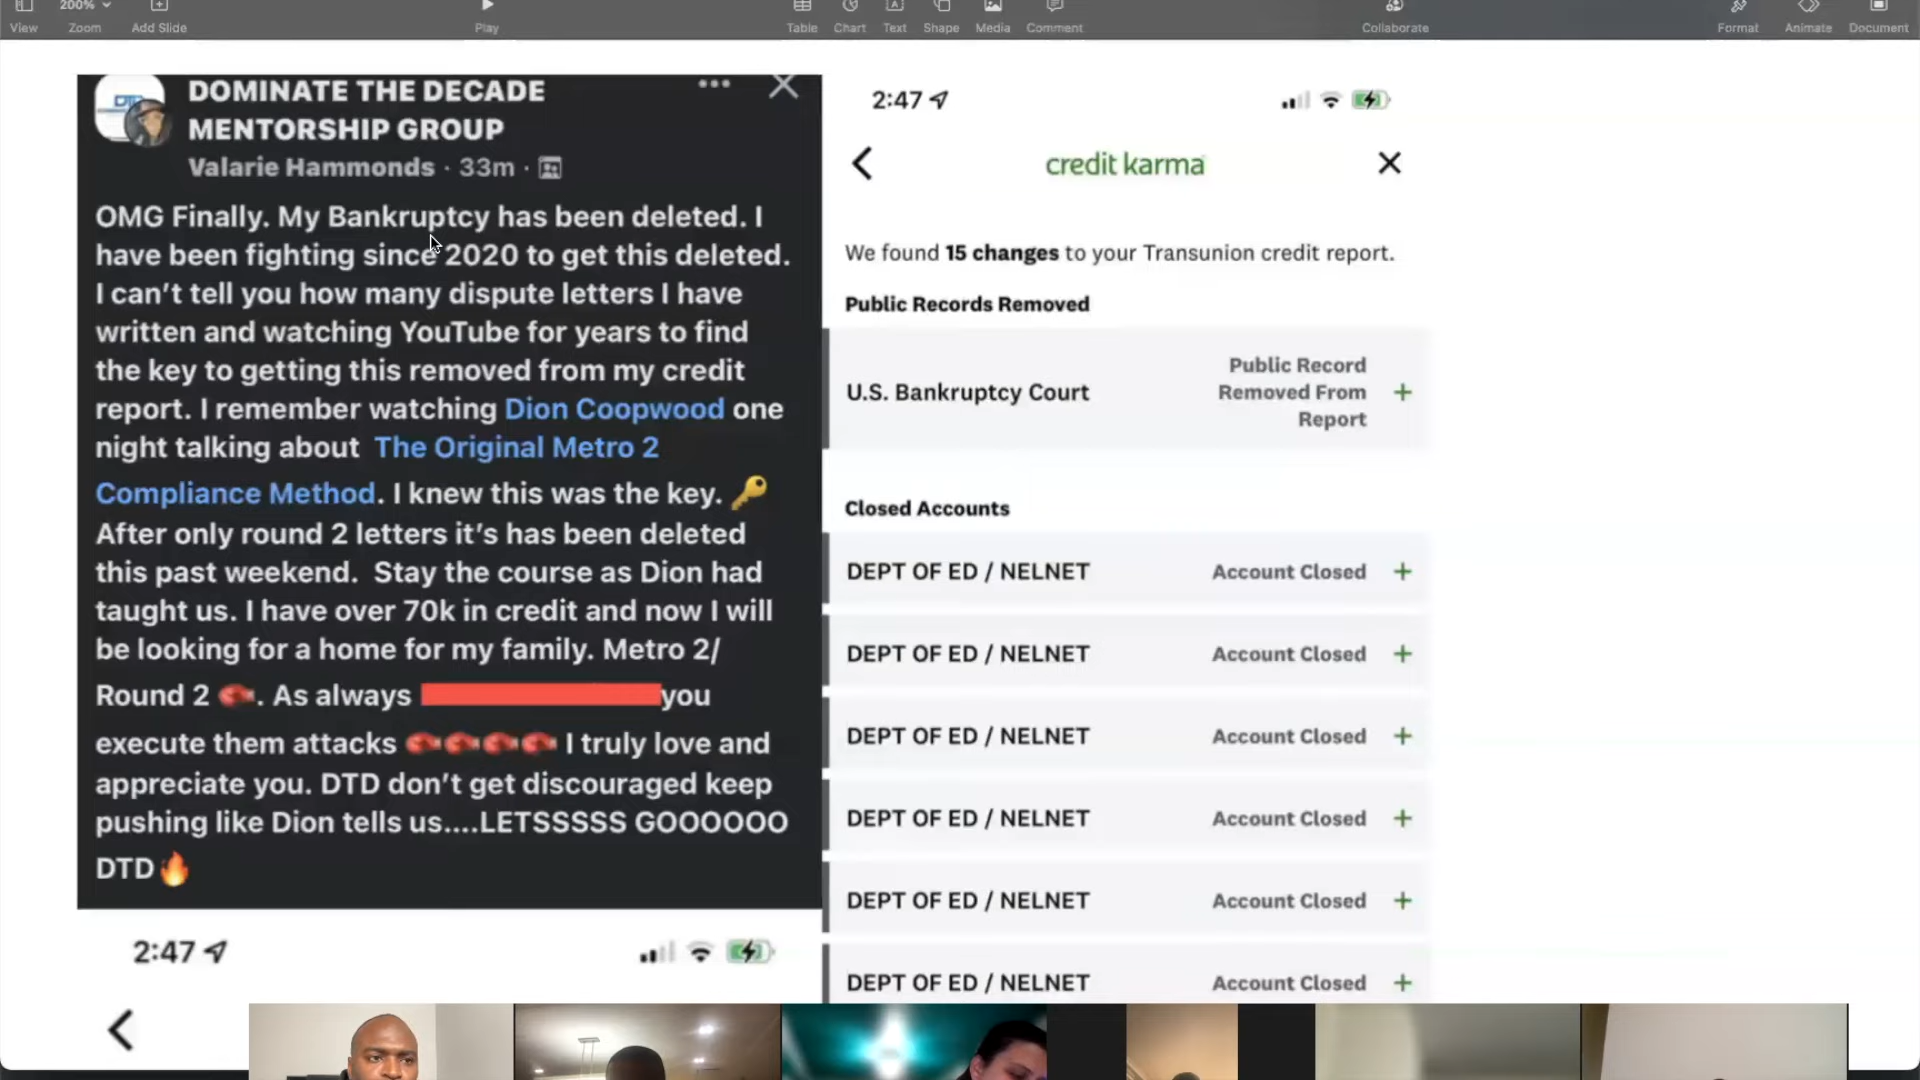 200%
View
Zoom
Add Slide
Play
Table
Chart
Text
Shape
Media
Comment
Collaborate
Format
Animate
Document
DOMINATE THE DECADE
MENTORSHIP GROUP
Valarie Hammonds · 33m ·
OMG Finally. My Bankruptcy has been deleted. I
have been fighting since 2020 to get this deleted.
I can't tell you how many dispute letters I have
written and watching YouTube for years to find
the key to getting this removed from my credit
report. I remember watching Dion Coopwood one
night talking about The Original Metro 2
Compliance Method. I knew this was the key. 🔑
After only round 2 letters it's has been deleted
this past weekend. Stay the course as Dion had
taught us. I have over 70k in credit and now I will
be looking for a home for my family. Metro 2/
Round 2 🥊. As always you
execute them attacks 🥊🥊🥊🥊 I truly love and
appreciate you. DTD don't get discouraged keep
pushing like Dion tells us....LETSSSSS GOOOOOO
DTD🔥
2:47
2:47
credit karma
We found 15 changes to your Transunion credit report.
Public Records Removed
U.S. Bankruptcy Court
Public Record
Removed From
Report
+
Closed Accounts
DEPT OF ED / NELNET Account Closed +
DEPT OF ED / NELNET Account Closed +
DEPT OF ED / NELNET Account Closed +
DEPT OF ED / NELNET Account Closed +
DEPT OF ED / NELNET Account Closed +
DEPT OF ED / NELNET Account Closed +